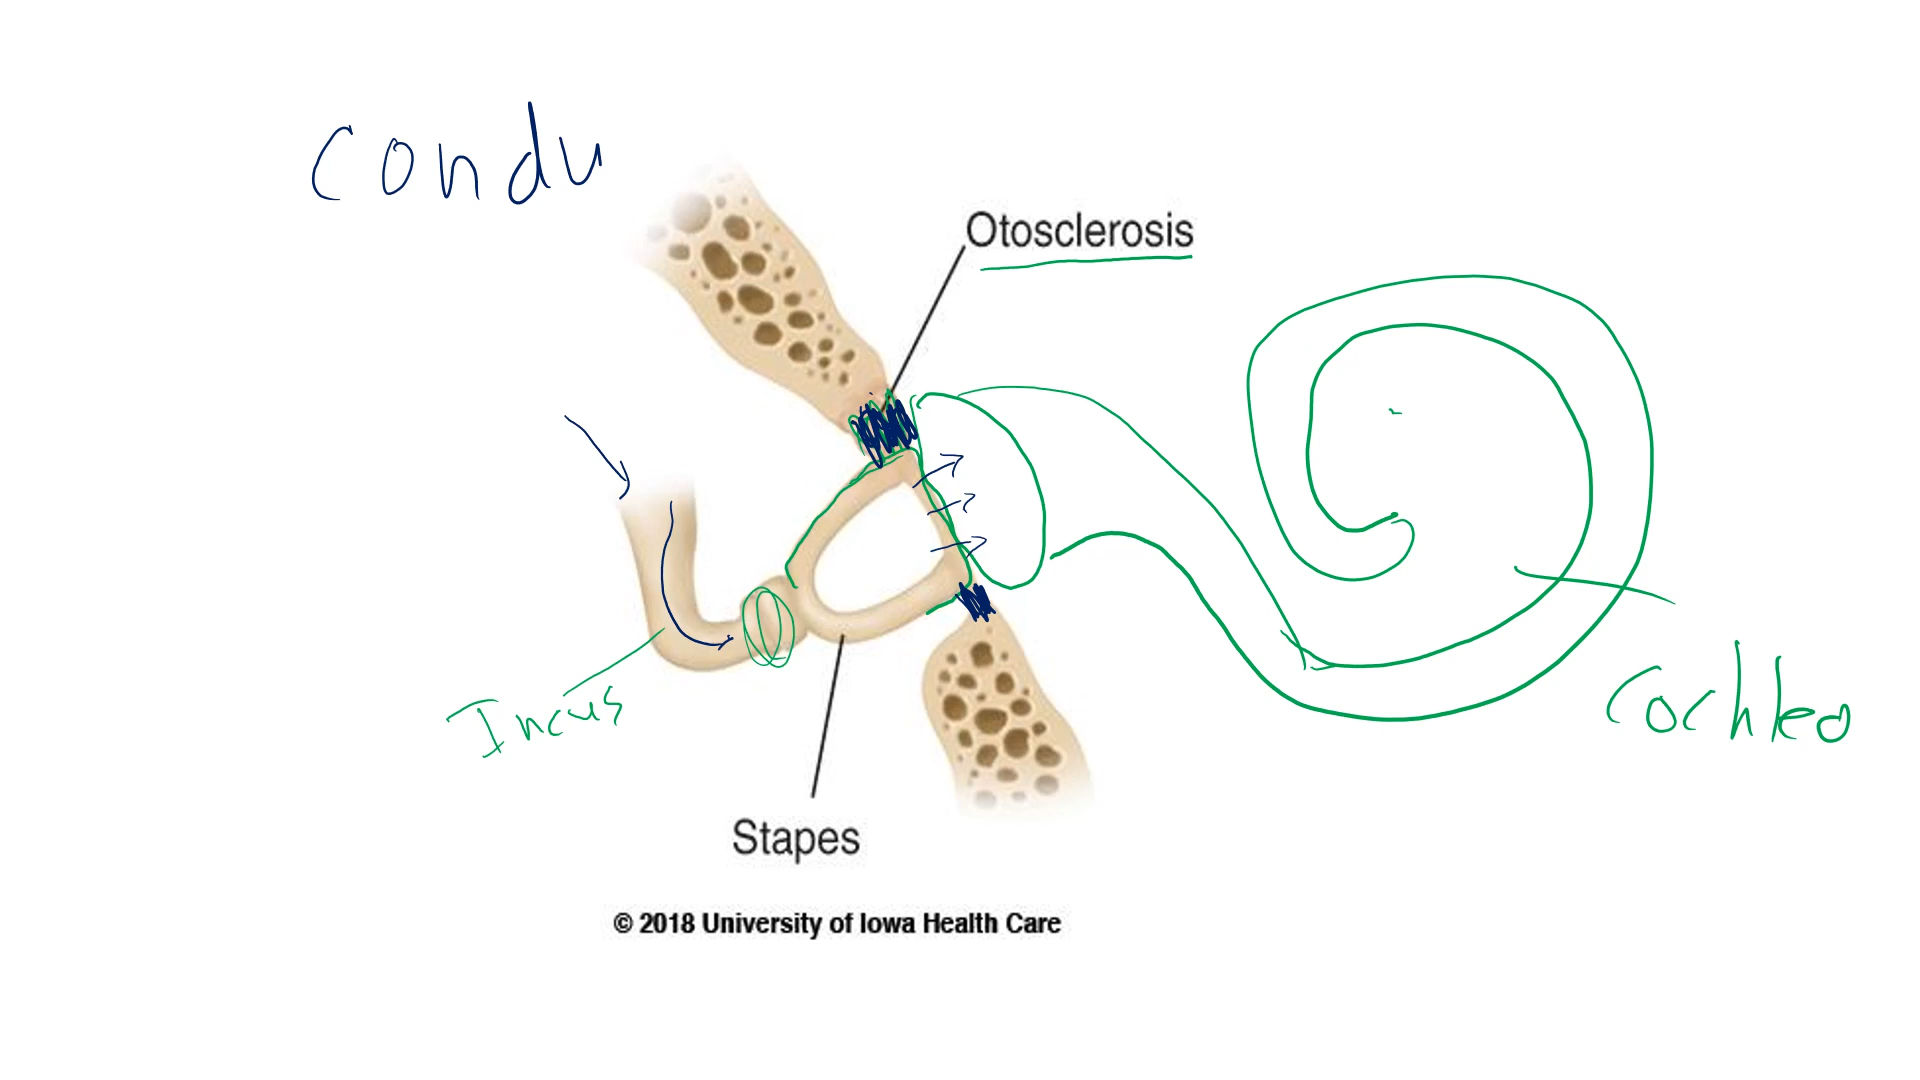 Condu
Otosclerosis
Incus
Cochlea
Stapes
© 2018 University of Iowa Health Care